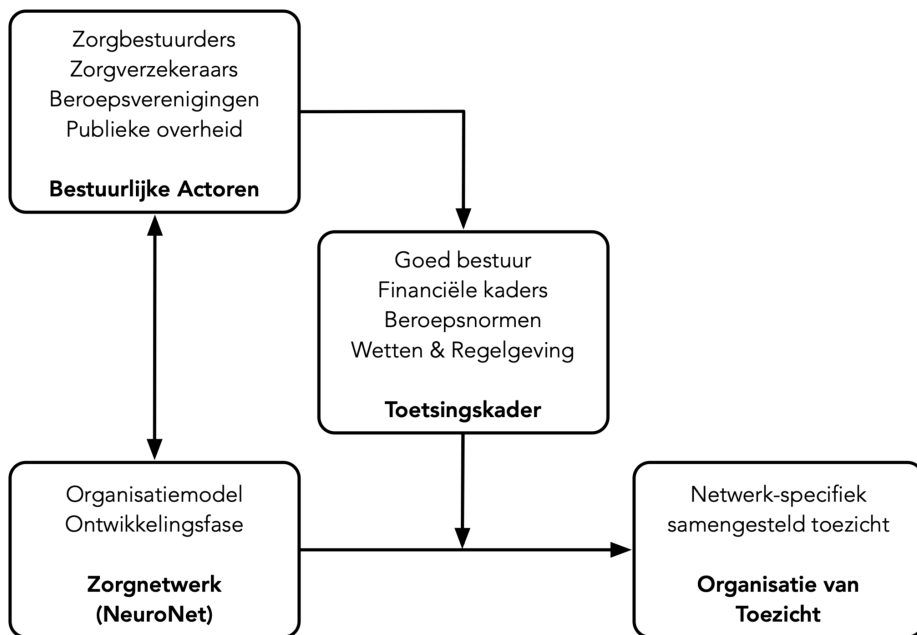 Zorgbestuurders
Zorgverzekeraars
Beroepsverenigingen
Publieke overheid
Bestuurlijke Actoren
Goed bestuur
Financiële kaders
Beroepsnormen
Wetten & Regelgeving
Toetsingskader
Organisatiemodel
Ontwikkelingsfase
Zorgnetwerk
(NeuroNet)
Netwerk-specifiek
samengesteld toezicht
Organisatie van
Toezicht